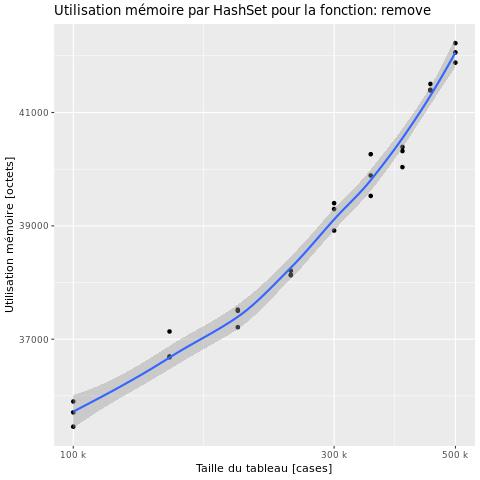 Utilisation mémoire par HashSet pour la fonction: remove
Utilisation mémoire [octets]
41000
39000
37000
100 k
300 k
500 k
Taille du tableau [cases]